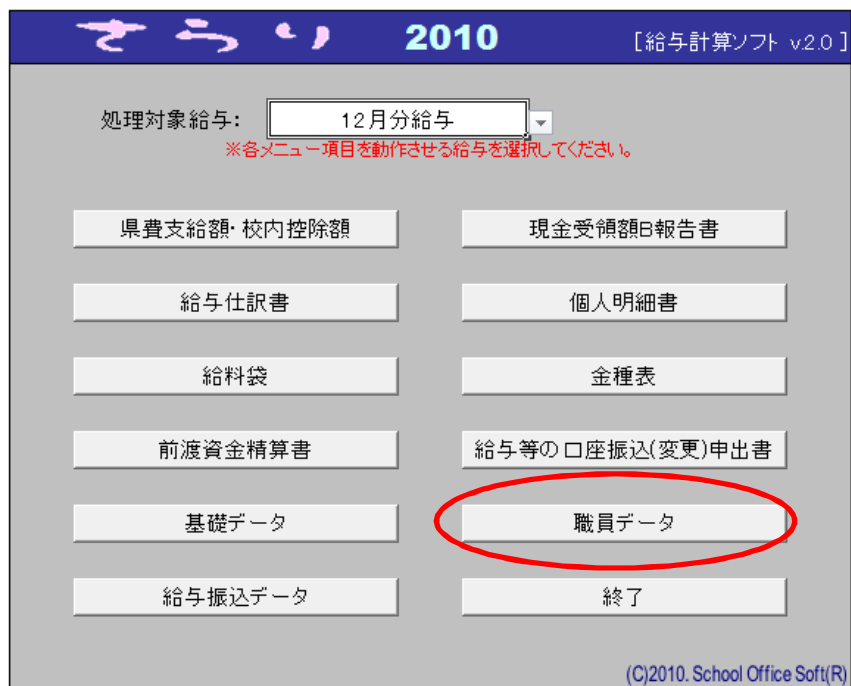 きらり 2010 [給与計算ソフト v.2.0]
処理対象給与: 12月分給与
※各メニュー項目を動作させる給与を選択してください。
県費支給額・校内控除額 現金受領額B報告書
給与仕訳書 個人明細書
給料袋 金種表
前渡資金精算書 給与等の口座振込(変更)申出書
基礎データ 職員データ
給与振込データ 終了
(C)2010. School Office Soft(R)